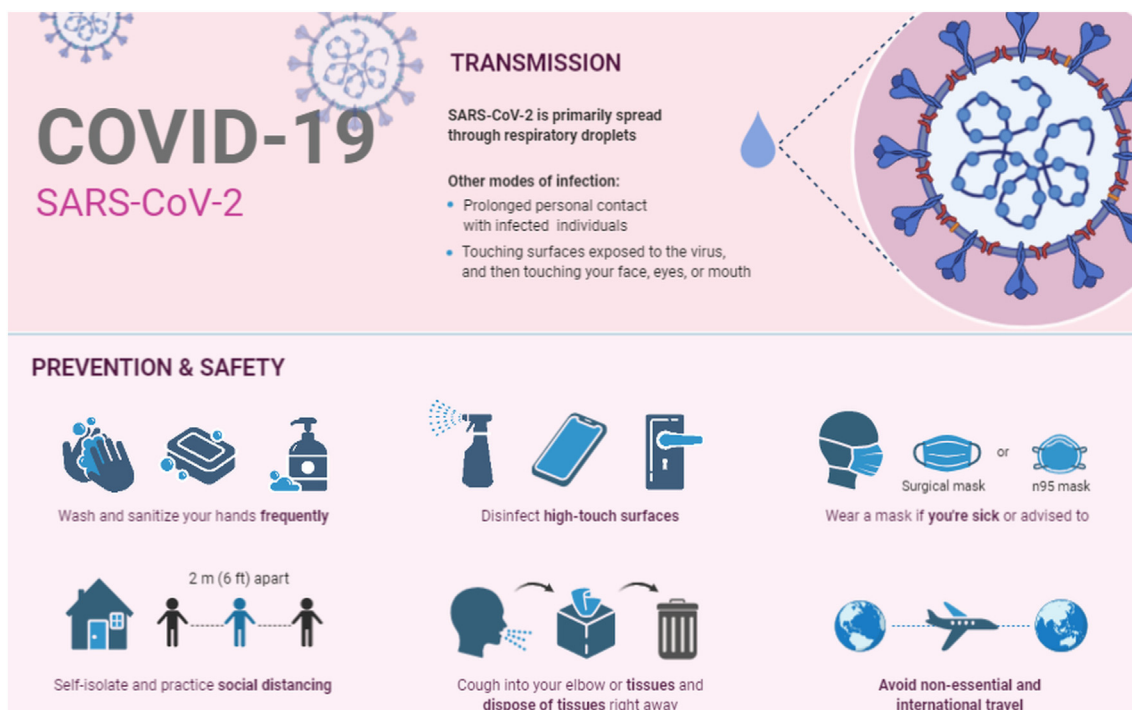 COVID-19
SARS-CoV-2
TRANSMISSION
SARS-CoV-2 is primarily spread
through respiratory droplets
Other modes of infection:
• Prolonged personal contact
with infected individuals
• Touching surfaces exposed to the virus,
and then touching your face, eyes, or mouth
PREVENTION & SAFETY
Wash and sanitize your hands frequently
Disinfect high-touch surfaces
or
Surgical mask
n95 mask
Wear a mask if you're sick or advised to
2 m (6 ft) apart
Self-isolate and practice social distancing
Cough into your elbow or tissues and
dispose of tissues right away
Avoid non-essential and
international travel